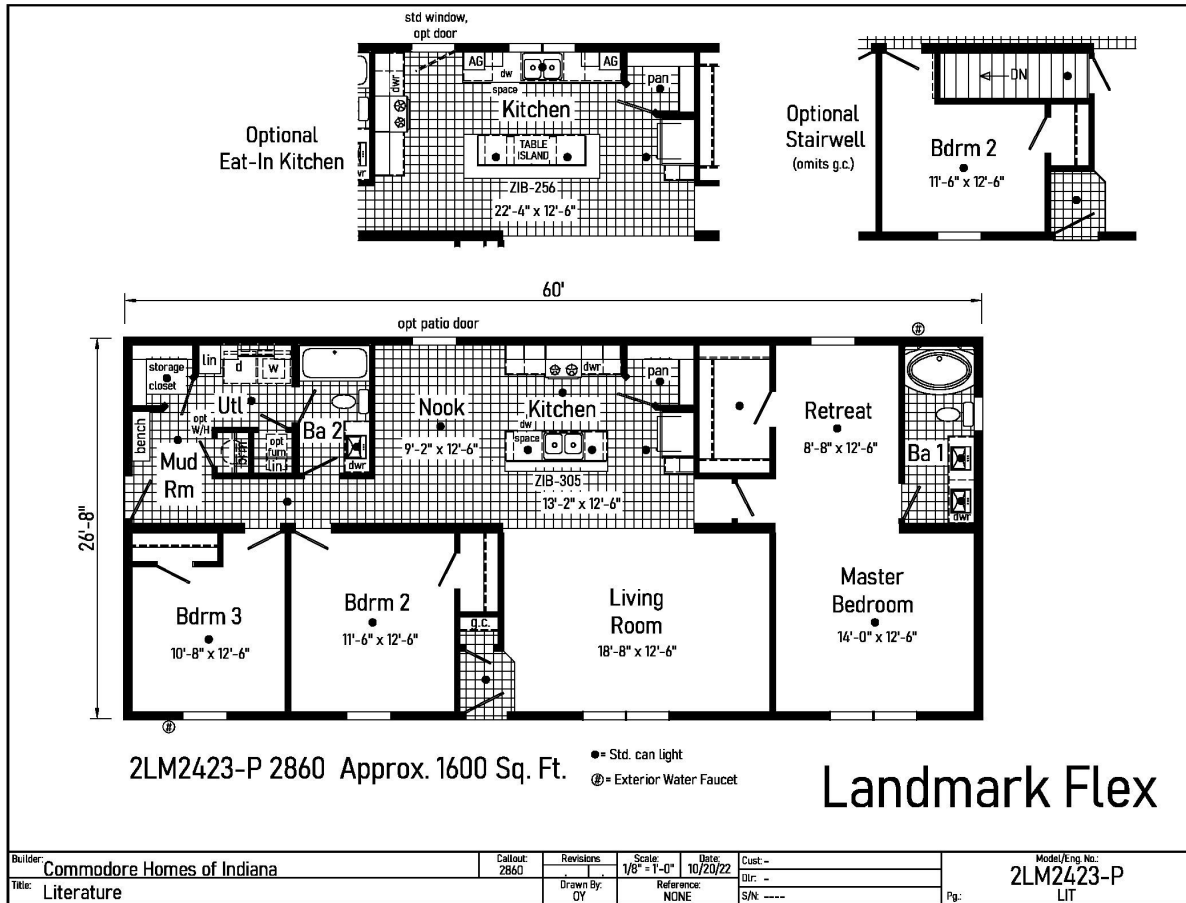 std window,
opt door
AG
dw
space
AG
dwr
pan
Kitchen
Optional
Eat-In Kitchen
TABLE
ISLAND
ZIB-256
22'-4" x 12'-6"
wr
DN
Optional
Stairwell
(omits g.c.)
Bdrm 2
11'-6" x 12'-6"
60'
opt patio door
#
26'-8"
storage
closet
lin
d
w
Utl
opt
W/H
bench
Mud
Rm
brm
opt
furn
lin
Ba 2
dwr
Nook
9'-2" x 12'-6"
dwr
pan
Kitchen
dw
space
ZIB-305
13'-2" x 12'-6"
Retreat
8'-8" x 12'-6"
Ba 1
dwr
Bdrm 3
10'-8" x 12'-6"
Bdrm 2
11'-6" x 12'-6"
g.c.
Living
Room
18'-8" x 12'-6"
Master
Bedroom
14'-0" x 12'-6"
#
2LM2423-P 2860 Approx. 1600 Sq. Ft.
= Std. can light
# = Exterior Water Faucet
Landmark Flex
Builder: Commodore Homes of Indiana
Title: Literature
Callout:
2860
Revisions
Scale:
1/8" = 1'-0"
Date:
10/20/22
Drawn By:
OY
Reference:
NONE
Cust: -
Dlr: -
S/N: ----
Model/Eng. No.:
2LM2423-P
Pg.: LIT